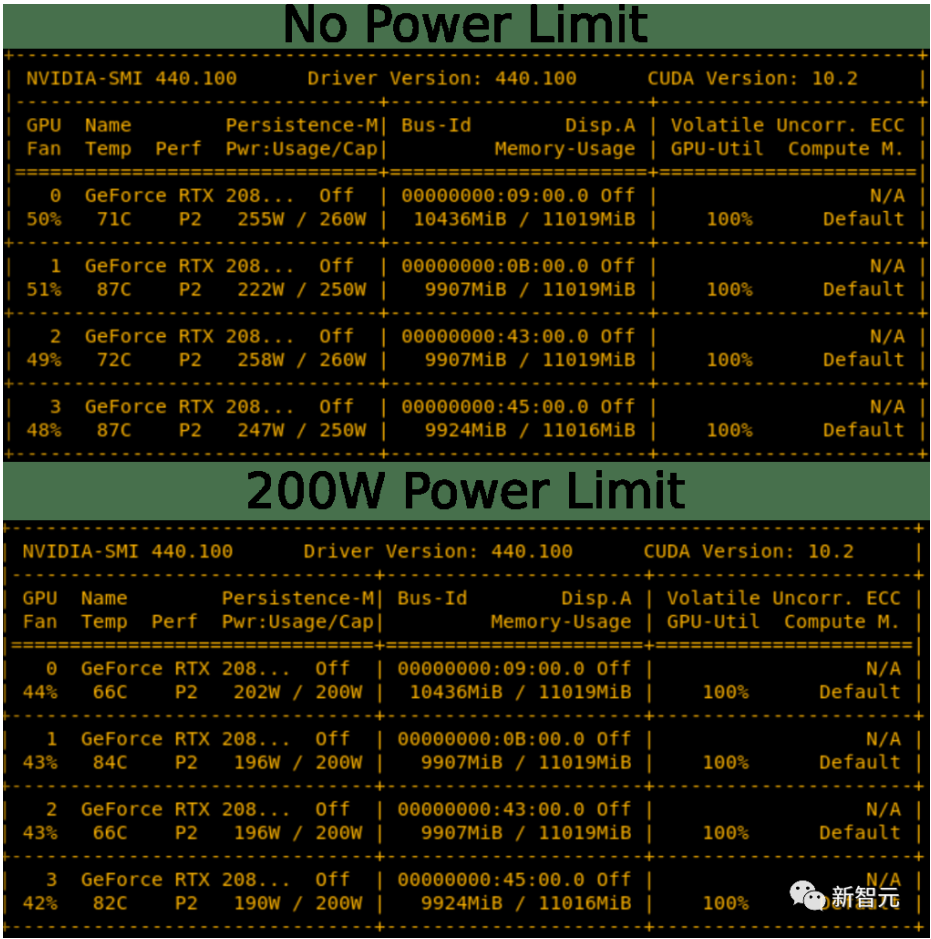 No Power Limit
NVIDIA-SMI 440.100 Driver Version: 440.100 CUDA Version: 10.2
GPU Name Persistence-M| Bus-Id Disp.A | Volatile Uncorr. ECC
Fan Temp Perf Pwr:Usage/Cap| Memory-Usage | GPU-Util Compute M.
0 GeForce RTX 208... Off | 00000000:09:00.0 Off | N/A
50% 71C P2 255W / 260W | 10436MiB / 11019MiB | 100% Default
1 GeForce RTX 208... Off | 00000000:0B:00.0 Off | N/A
51% 87C P2 222W / 250W | 9907MiB / 11019MiB | 100% Default
2 GeForce RTX 208... Off | 00000000:43:00.0 Off | N/A
49% 72C P2 258W / 260W | 9907MiB / 11019MiB | 100% Default
3 GeForce RTX 208... Off | 00000000:45:00.0 Off | N/A
48% 87C P2 247W / 250W | 9924MiB / 11016MiB | 100% Default
200W Power Limit
NVIDIA-SMI 440.100 Driver Version: 440.100 CUDA Version: 10.2
GPU Name Persistence-M| Bus-Id Disp.A | Volatile Uncorr. ECC
Fan Temp Perf Pwr:Usage/Cap| Memory-Usage | GPU-Util Compute M.
0 GeForce RTX 208... Off | 00000000:09:00.0 Off | N/A
44% 66C P2 202W / 200W | 10436MiB / 11019MiB | 100% Default
1 GeForce RTX 208... Off | 00000000:0B:00.0 Off | N/A
43% 84C P2 196W / 200W | 9907MiB / 11019MiB | 100% Default
2 GeForce RTX 208... Off | 00000000:43:00.0 Off | N/A
43% 66C P2 196W / 200W | 9907MiB / 11019MiB | 100% Default
3 GeForce RTX 208... Off | 00000000:45:00.0 Off | N/A
42% 82C P2 190W / 200W | 9924MiB / 11016MiB | 100% Default
新智元